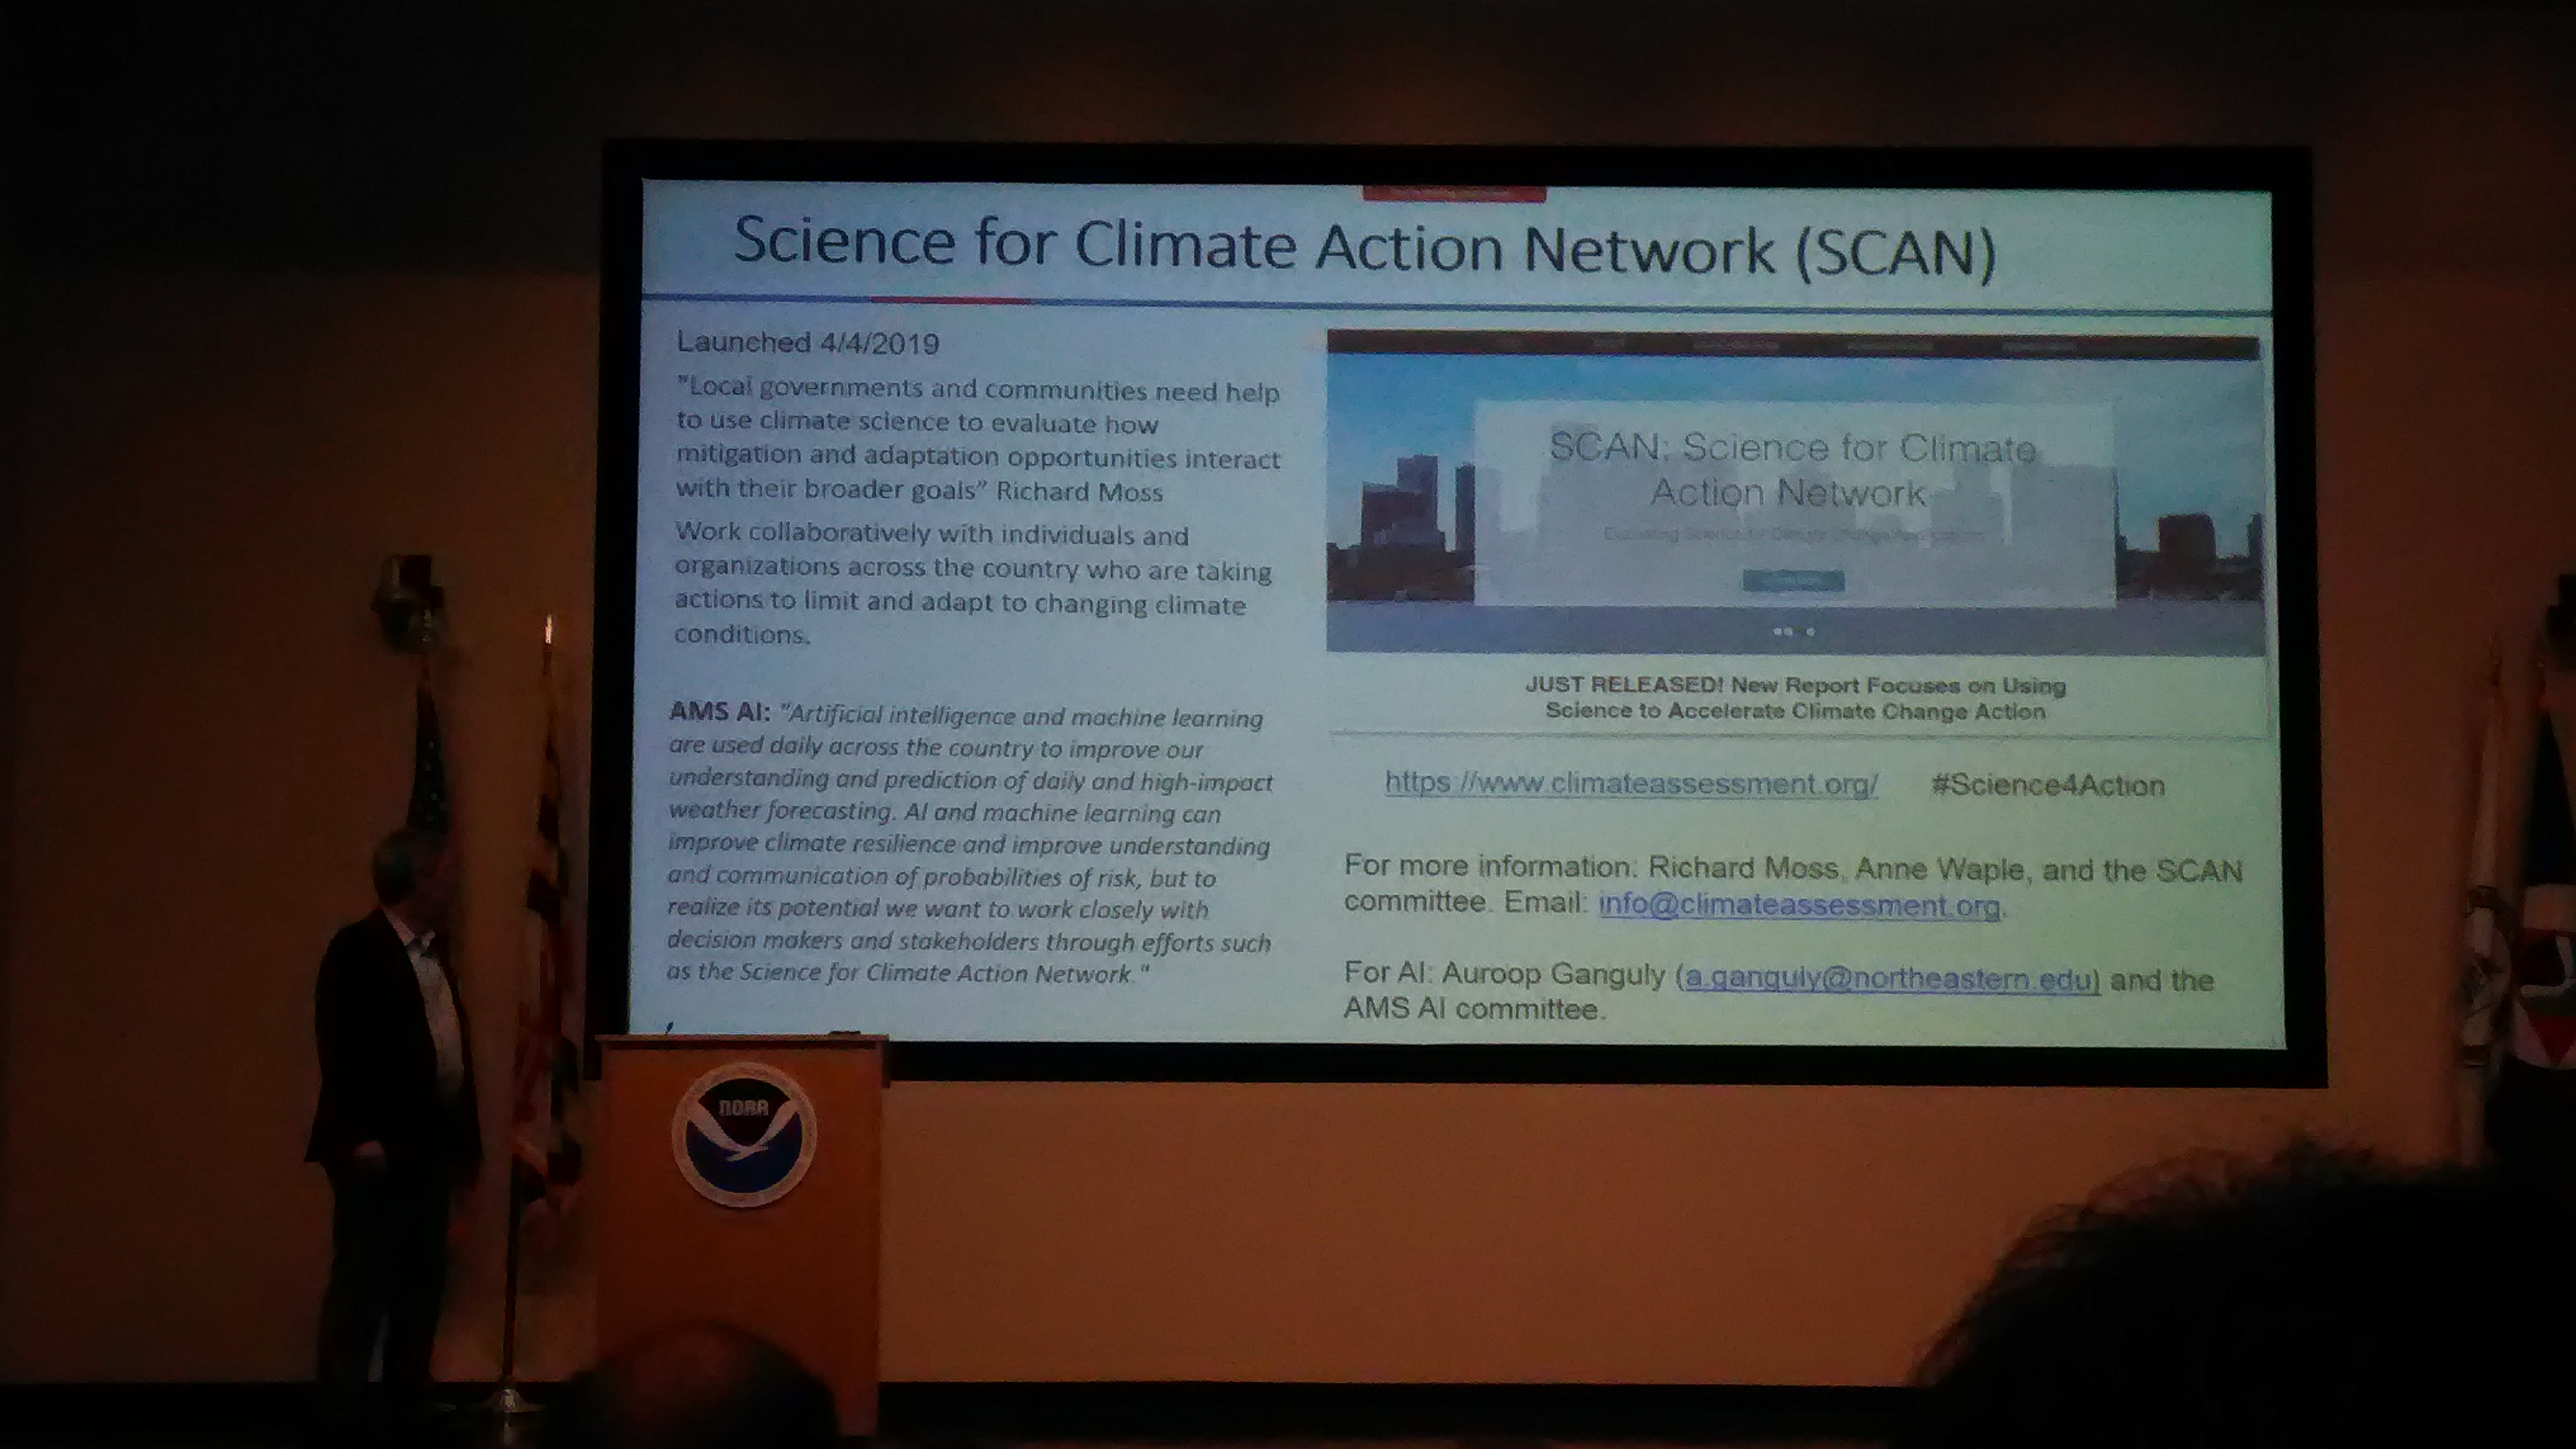 Science for Climate Action Network (SCAN)
Launched 4/4/2019
"Local governments and communities need help
to use climate science to evaluate how
mitigation and adaptation opportunities interact
with their broader goals” Richard Moss
Work collaboratively with individuals and
organizations across the country who are taking
actions to limit and adapt to changing climate
conditions.
AMS AI: "Artificial intelligence and machine learning
are used daily across the country to improve our
understanding and prediction of daily and high-impact
weather forecasting. AI and machine learning can
improve climate resilience and improve understanding
and communication of probabilities of risk, but to
realize its potential we want to work closely with
decision makers and stakeholders through efforts such
as the Science for Climate Action Network."
SCAN: Science for Climate
Action Network
JUST RELEASED! New Report Focuses on Using
Science to Accelerate Climate Change Action
https://www.climateassessment.org/ #Science4Action
For more information: Richard Moss, Anne Waple, and the SCAN
committee. Email: info@climateassessment.org.
For AI: Auroop Ganguly (a.ganguly@northeastern.edu) and the
AMS AI committee.
NOAA